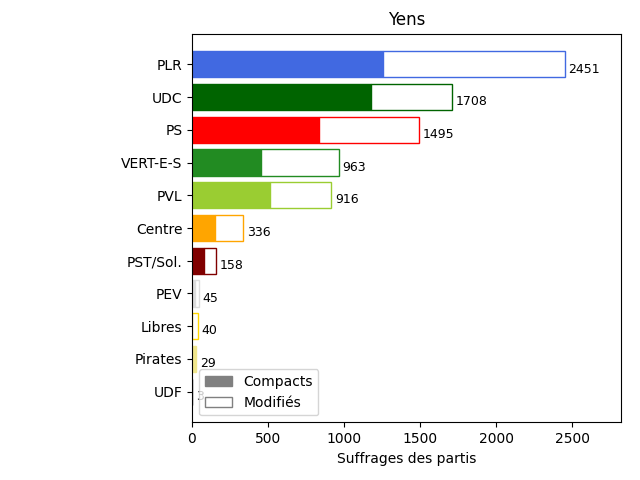 Yens
PLR 2451
UDC 1708
PS 1495
VERT-E-S 963
PVL 916
Centre 336
PST/Sol. 158
PEV 45
Libres 40
Pirates 29
UDF
Compacts
Modifiés
0 500 1000 1500 2000 2500
Suffrages des partis